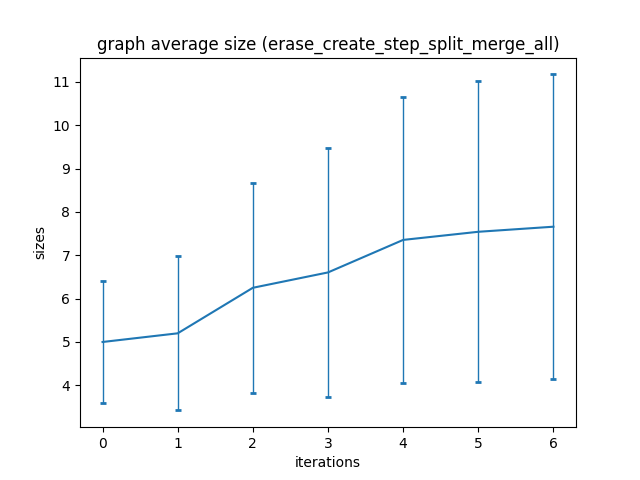 graph average size (erase_create_step_split_merge_all)
11
10
9
8
7
6
5
4
sizes
0 1 2 3 4 5 6
iterations